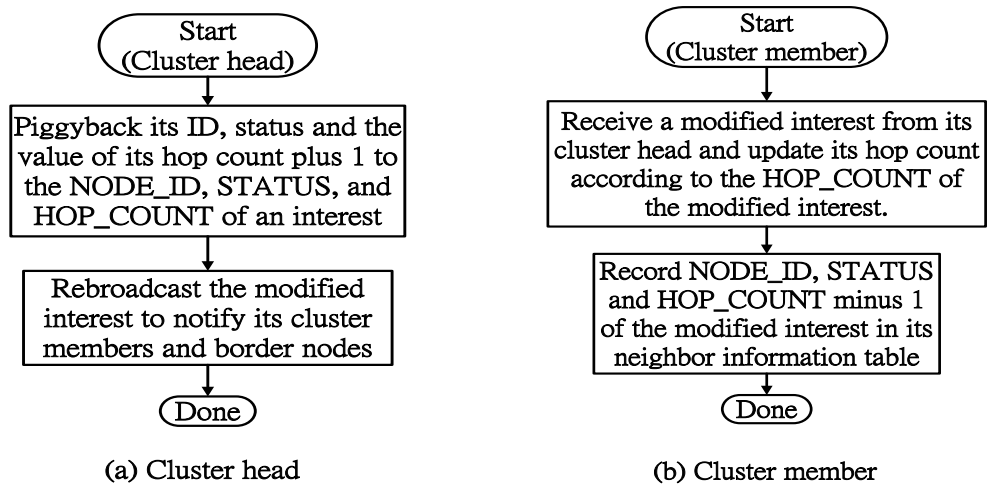 Start
(Cluster head)
Piggyback its ID, status and the
value of its hop count plus 1 to
the NODE_ID, STATUS, and
HOP_COUNT of an interest
Rebroadcast the modified
interest to notify its cluster
members and border nodes
Done
(a) Cluster head
Start
(Cluster member)
Receive a modified interest from its
cluster head and update its hop count
according to the HOP_COUNT of
the modified interest.
Record NODE_ID, STATUS
and HOP_COUNT minus 1
of the modified interest in its
neighbor information table
Done
(b) Cluster member